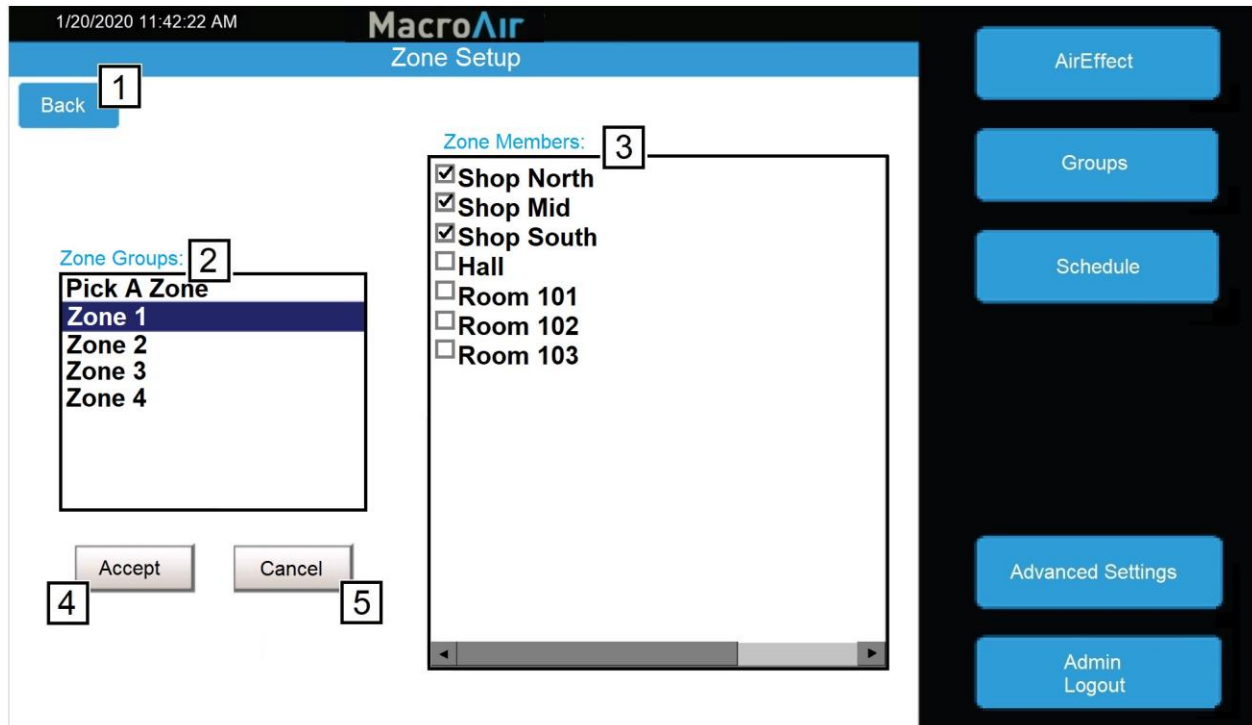 1/20/2020 11:42:22 AM
MacroAir
Zone Setup
Back
1
Zone Members:
3
Shop North
Shop Mid
Shop South
Hall
Room 101
Room 102
Room 103
Zone Groups:
2
Pick A Zone
Zone 1
Zone 2
Zone 3
Zone 4
Accept
4
Cancel
5
AirEffect
Groups
Schedule
Advanced Settings
Admin
Logout